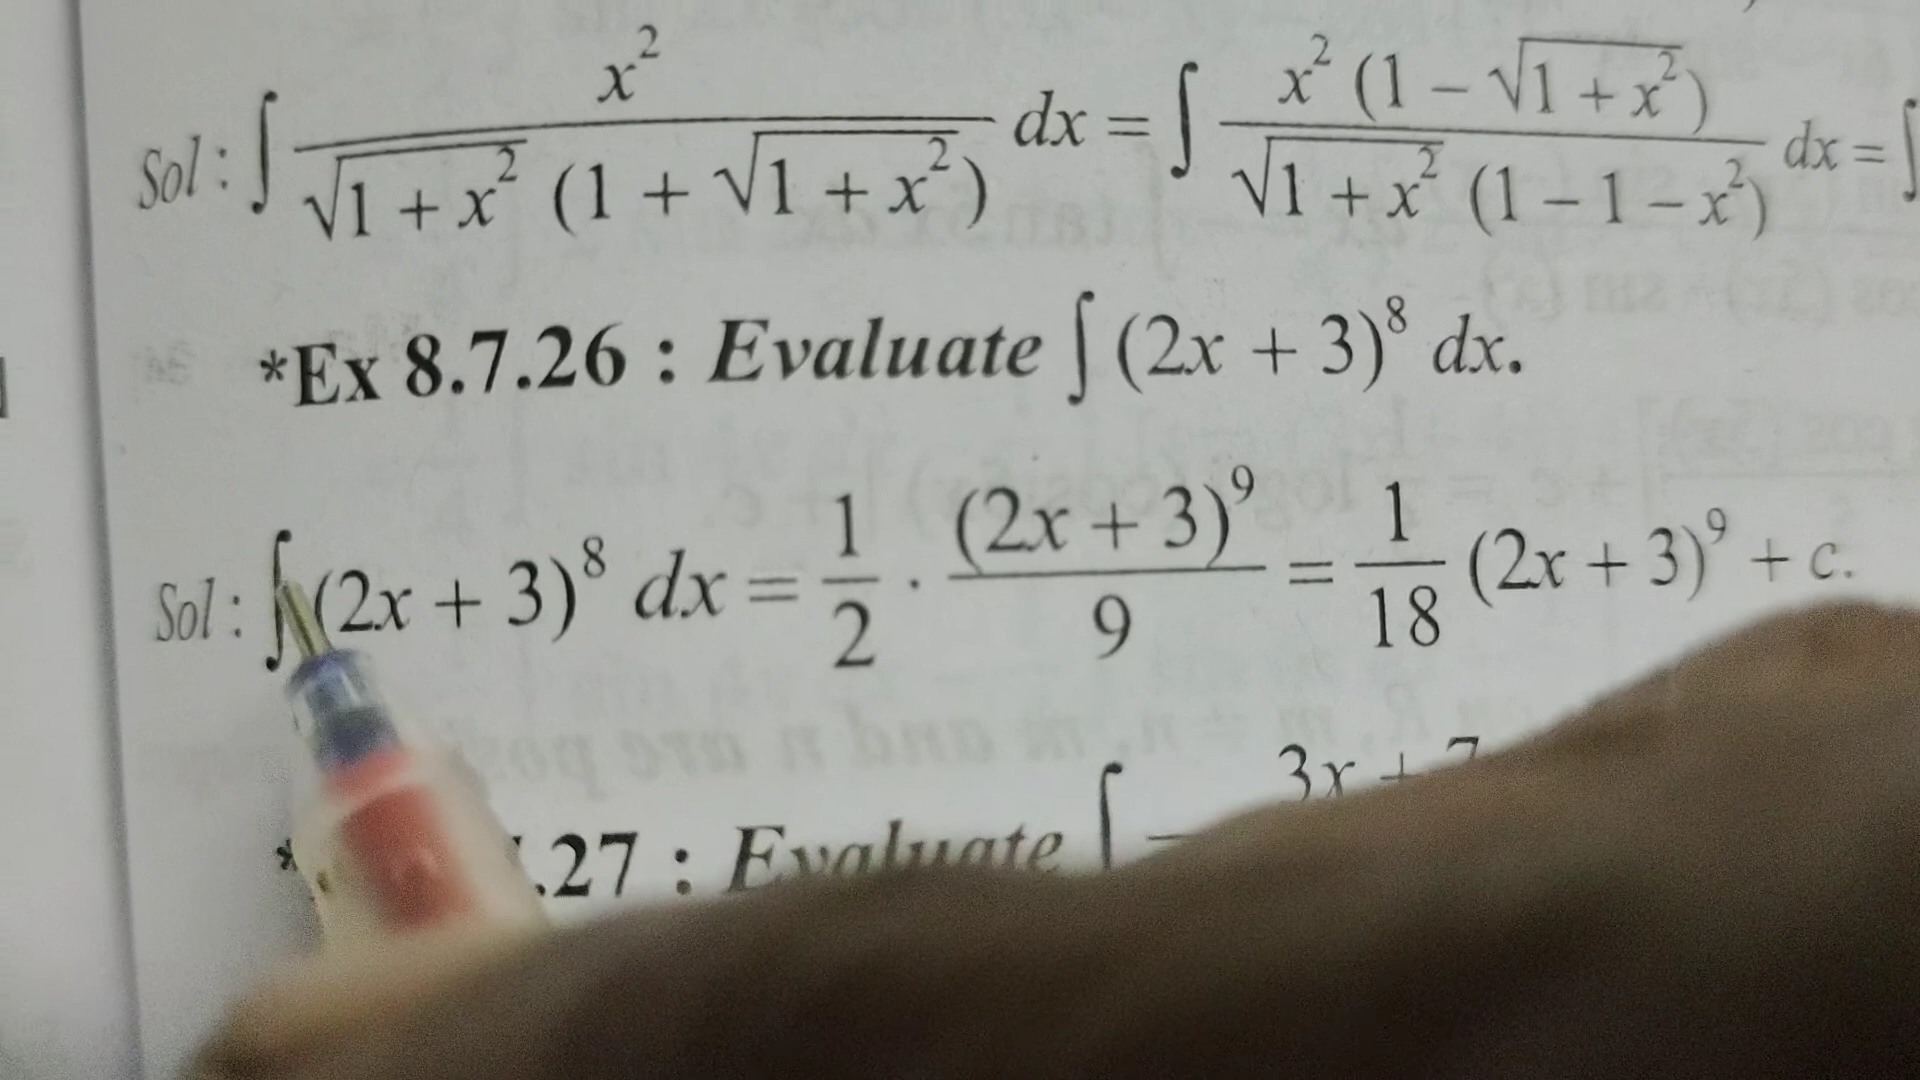 Sol : ∫ x² / (√(1 + x²) (1 + √(1 + x²))) dx = ∫ x² (1 − √(1 + x²)) / (√(1 + x²) (1 − 1 − x²)) dx = ∫
*Ex 8.7.26 : Evaluate ∫ (2x + 3)⁸ dx.
Sol : ∫ (2x + 3)⁸ dx = 1/2 · (2x + 3)⁹/9 = 1/18 (2x + 3)⁹ + c.
.27 : Evaluate ∫ 3x + 7